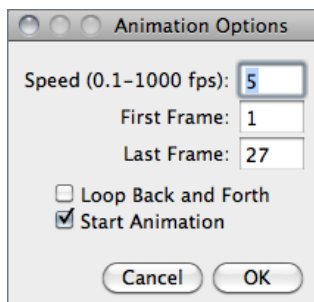 Animation Options
Speed (0.1-1000 fps): 5
First Frame: 1
Last Frame: 27
Loop Back and Forth
Start Animation
Cancel OK